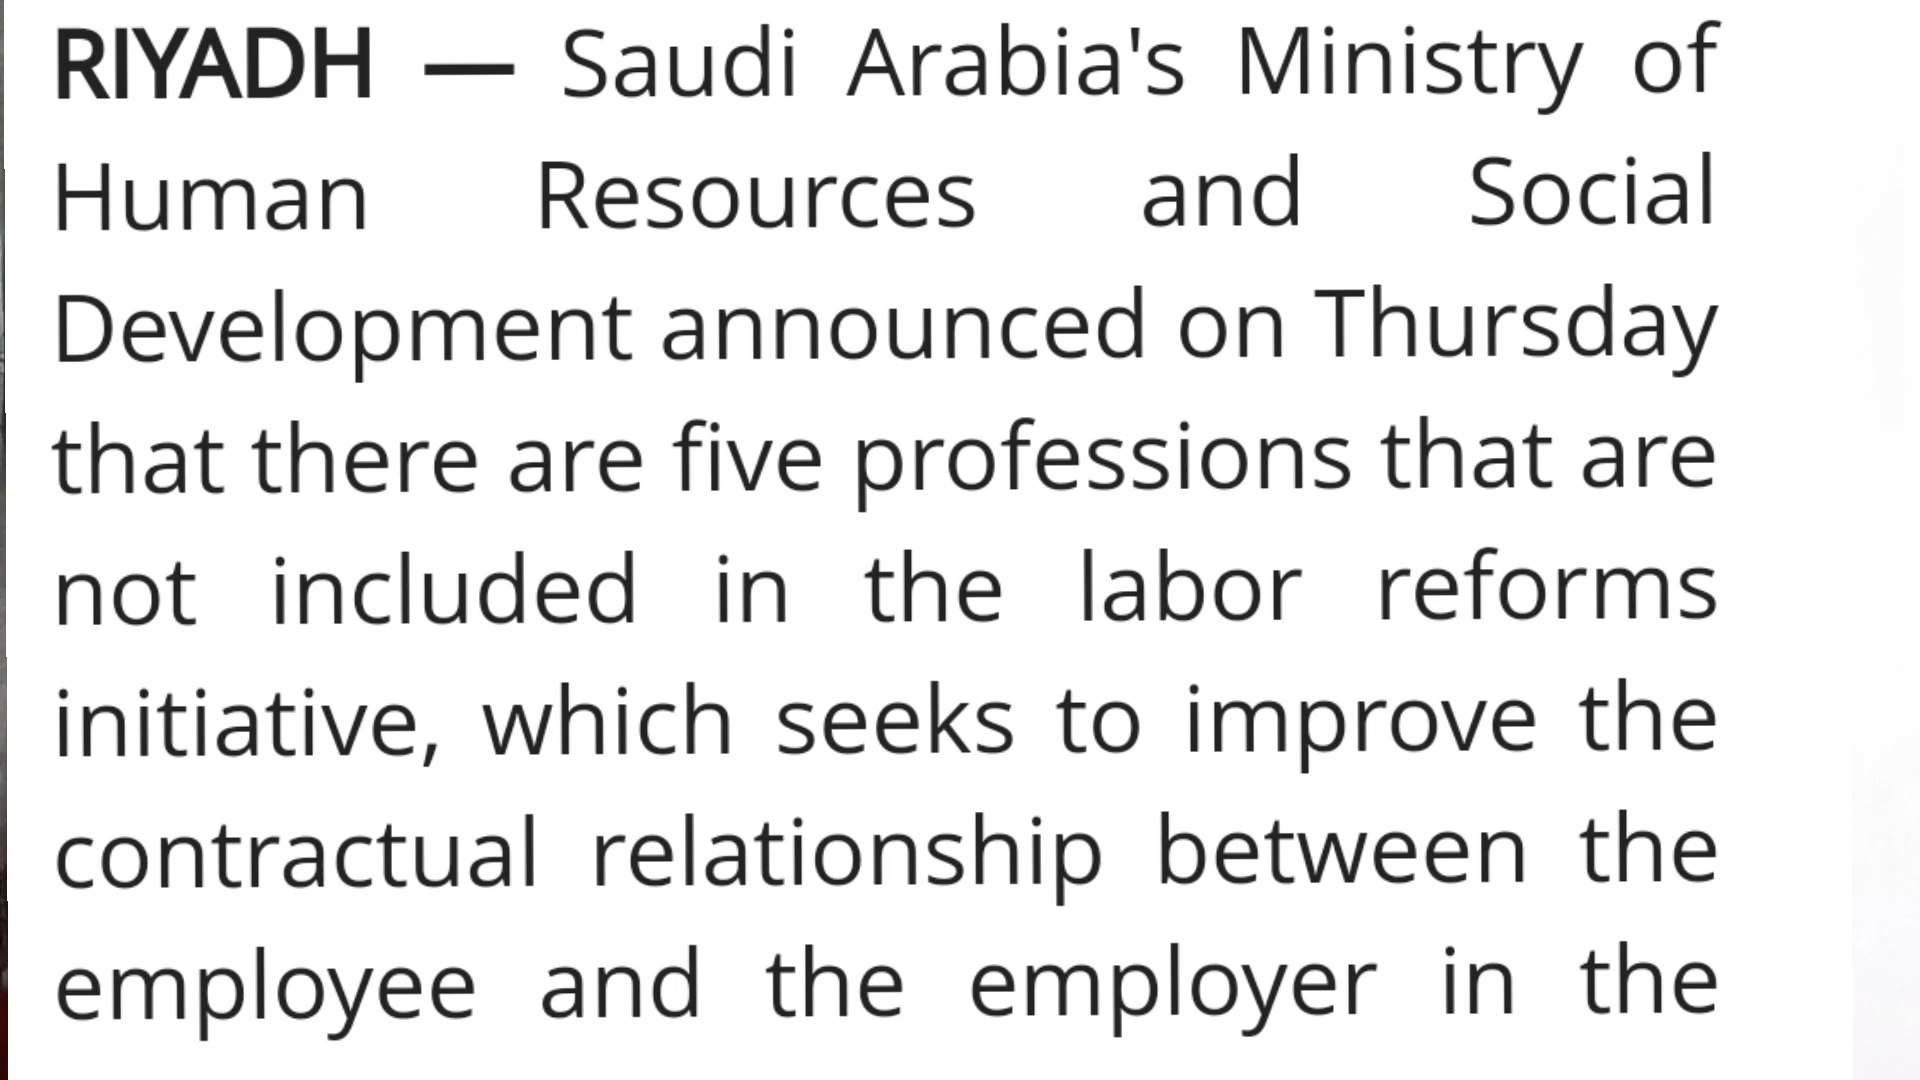 RIYADH — Saudi Arabia's Ministry of
Human Resources and Social
Development announced on Thursday
that there are five professions that are
not included in the labor reforms
initiative, which seeks to improve the
contractual relationship between the
employee and the employer in the